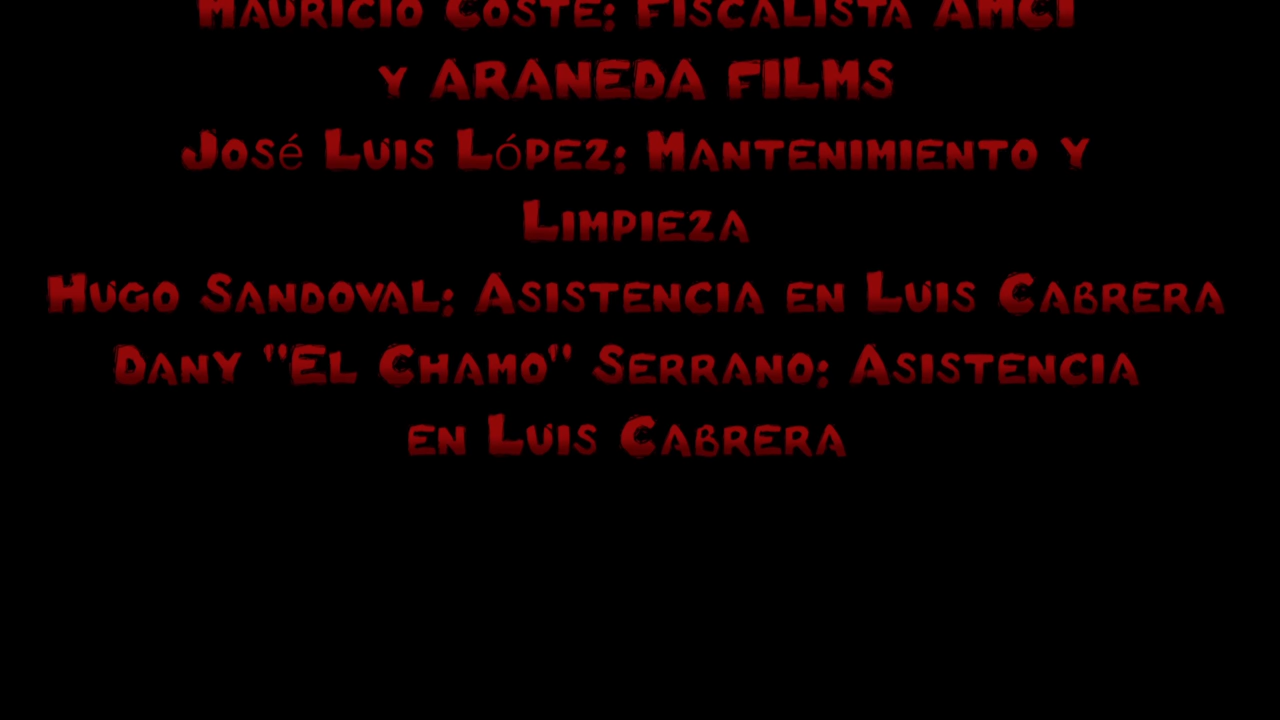 Mauricio Coste: Fiscalista AMCI
y ARANEDA FILMS
José Luis López: Mantenimiento y
Limpieza
Hugo Sandoval: Asistencia en Luis Cabrera
Dany "El Chamo" Serrano: Asistencia
en Luis Cabrera